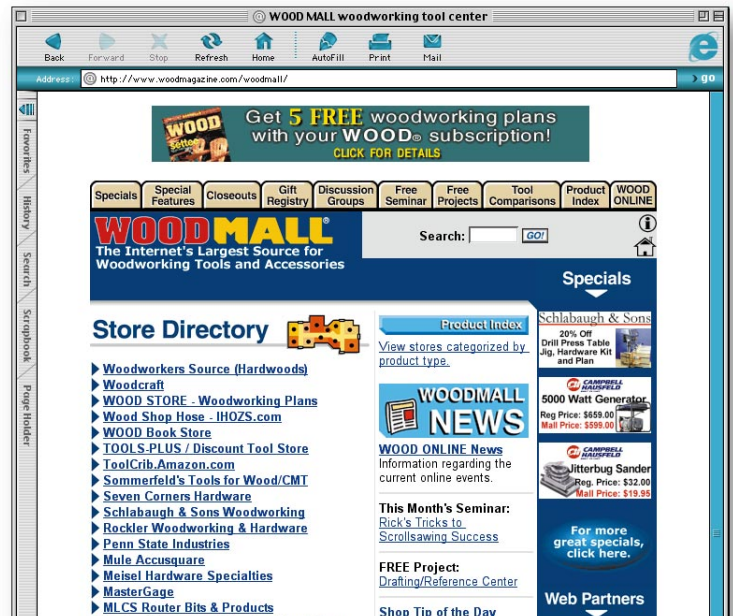 WOOD MALL woodworking tool center
Back
Forward
Stop
Refresh
Home
AutoFill
Print
Mail
Address:
http://www.woodmagazine.com/woodmall/
go
Favorites
History
Search
Scrapbook
Page Holder
WOOD
Get 5 FREE woodworking plans
with your WOOD® subscription!
CLICK FOR DETAILS
Specials
Special
Features
Closeouts
Gift
Registry
Discussion
Groups
Free
Seminar
Free
Projects
Tool
Comparisons
Product
Index
WOOD
ONLINE
WOODMALL®
The Internet's Largest Source for
Woodworking Tools and Accessories
Search:
GO!
Specials
Store Directory
Woodworkers Source (Hardwoods)
Woodcraft
WOOD STORE - Woodworking Plans
Wood Shop Hose - IHOZS.com
WOOD Book Store
TOOLS-PLUS / Discount Tool Store
ToolCrib.Amazon.com
Sommerfeld's Tools for Wood/CMT
Seven Corners Hardware
Schlabaugh & Sons Woodworking
Rockler Woodworking & Hardware
Penn State Industries
Mule Accusquare
Meisel Hardware Specialties
MasterGage
MLCS Router Bits & Products
Product Index
View stores categorized by
product type.
WOODMALL
NEWS
WOOD ONLINE News
Information regarding the
current online events.
This Month's Seminar:
Rick's Tricks to
Scrollsawing Success
FREE Project:
Drafting/Reference Center
Shop Tip of the Day
Schlabaugh & Sons
20% Off
Drill Press Table
Jig, Hardware Kit
and Plan
CAMPBELL
HAUSFELD
5000 Watt Generator
Reg Price: $659.00
Mall Price: $599.00
CAMPBELL
HAUSFELD
Jitterbug Sander
Reg. Price: $32.00
Mall Price: $19.95
For more
great specials,
click here.
Web Partners